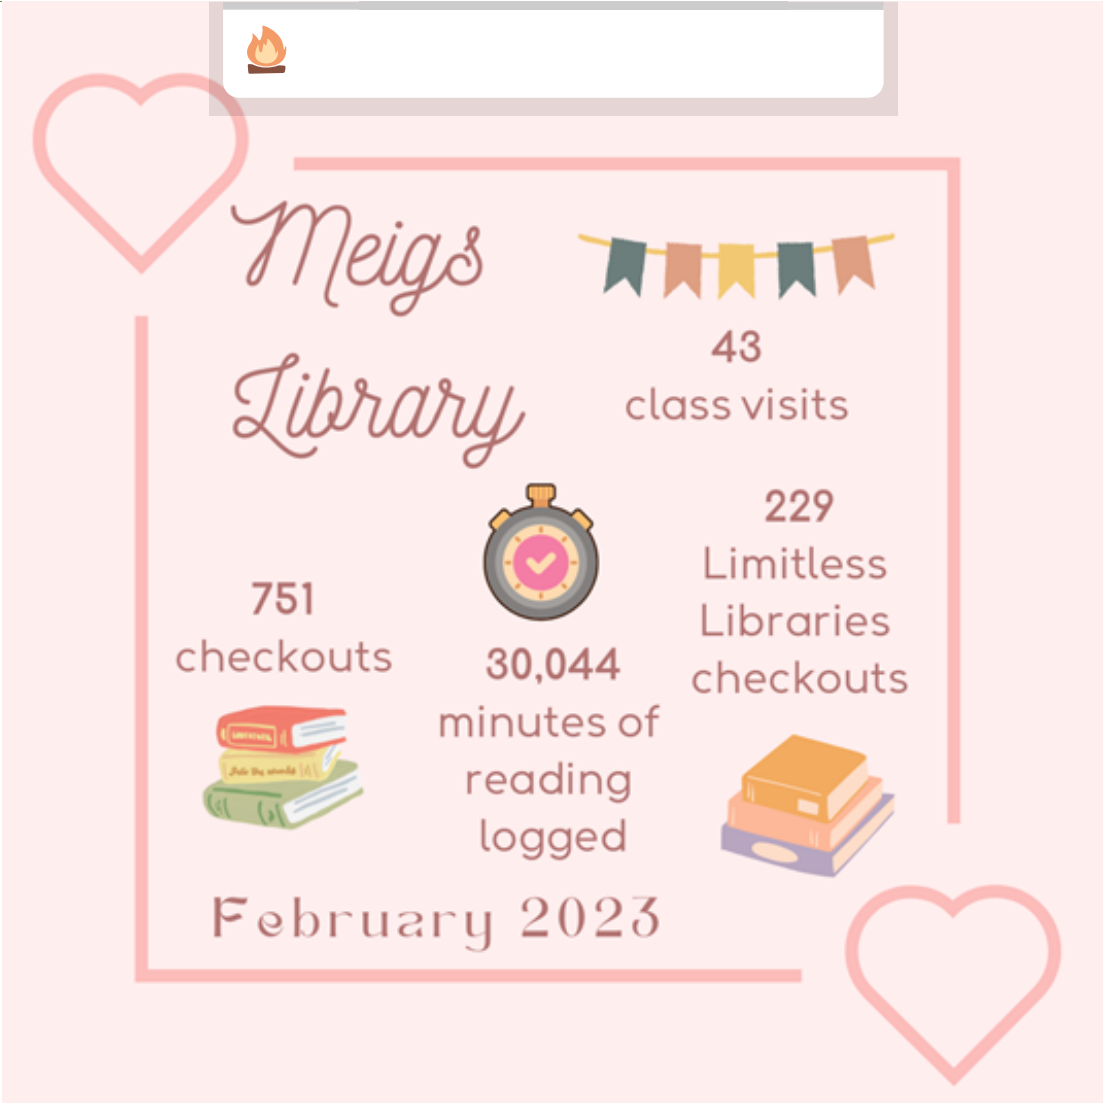 Meigs
Library
43
class visits
229
Limitless
Libraries
checkouts
751
checkouts
30,044
minutes of
reading
logged
February 2023